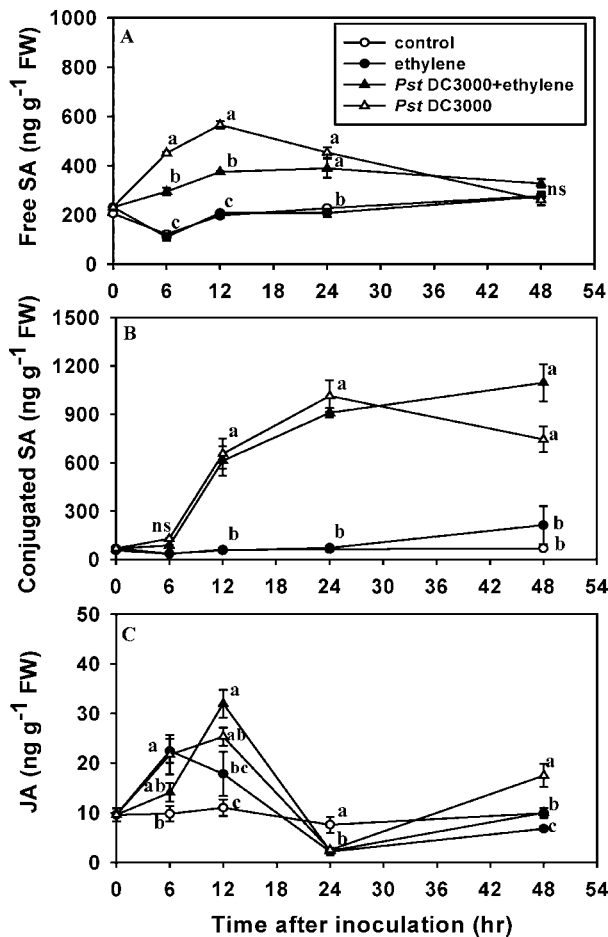 A
control
ethylene
Pst DC3000+ethylene
Pst DC3000
Free SA (ng g⁻¹ FW)
1000
800
600
400
200
0
a
a
a
b
b
a
c
c
b
ns
0 6 12 18 24 30 36 42 48 54
B
Conjugated SA (ng g⁻¹ FW)
1500
1200
900
600
300
0
ns
a
a
a
a
b
b
b
b
0 6 12 18 24 30 36 42 48 54
C
JA (ng g⁻¹ FW)
50
40
30
20
10
0
a
a
ab
a
ab
bc
a
b
b
c
b
c
0 6 12 18 24 30 36 42 48 54
Time after inoculation (hr)